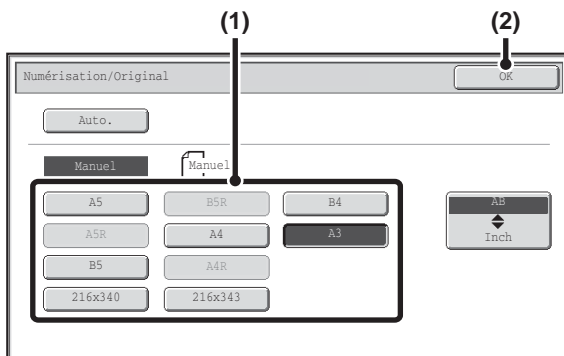 (1) (2)
Numérisation/Original OK
Auto.
Manuel Manuel
A5 B5R B4 AB
A5R A4 A3 Inch
B5 A4R
216x340 216x343